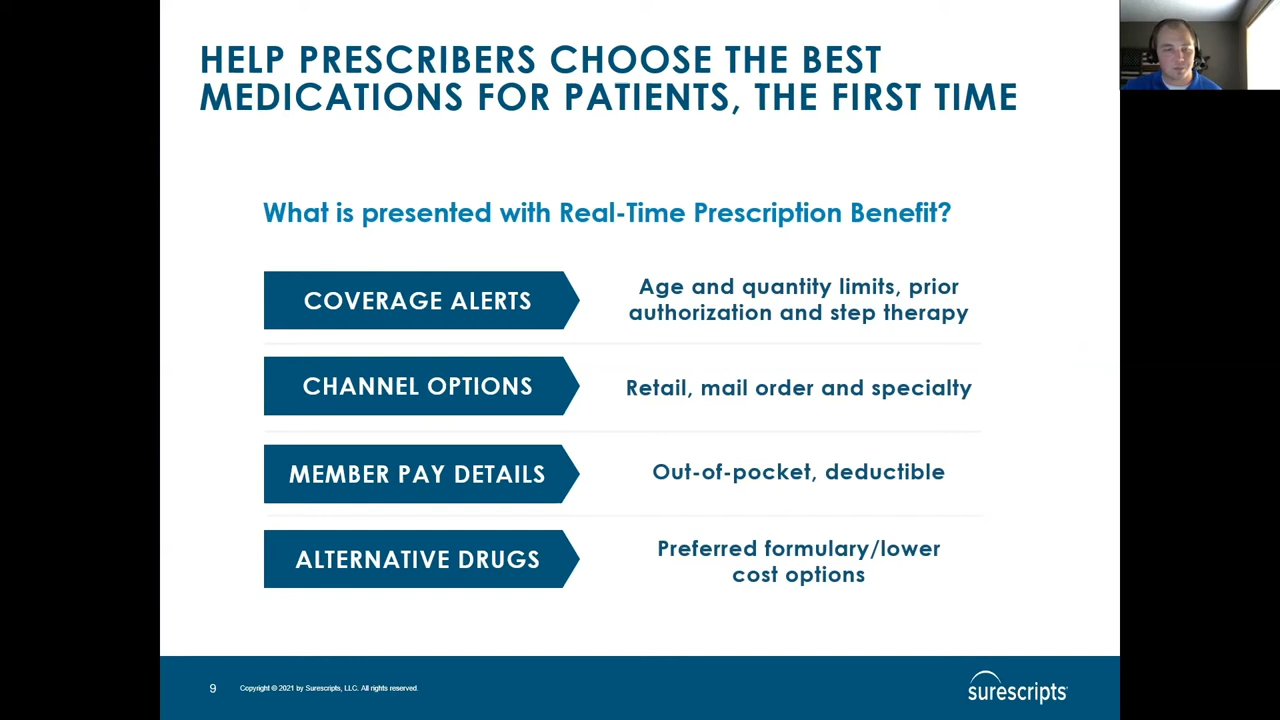 HELP PRESCRIBERS CHOOSE THE BEST
MEDICATIONS FOR PATIENTS, THE FIRST TIME
What is presented with Real-Time Prescription Benefit?
COVERAGE ALERTS
Age and quantity limits, prior
authorization and step therapy
CHANNEL OPTIONS
Retail, mail order and specialty
MEMBER PAY DETAILS
Out-of-pocket, deductible
ALTERNATIVE DRUGS
Preferred formulary/lower
cost options
9
Copyright © 2021 by Surescripts, LLC. All rights reserved.
surescripts